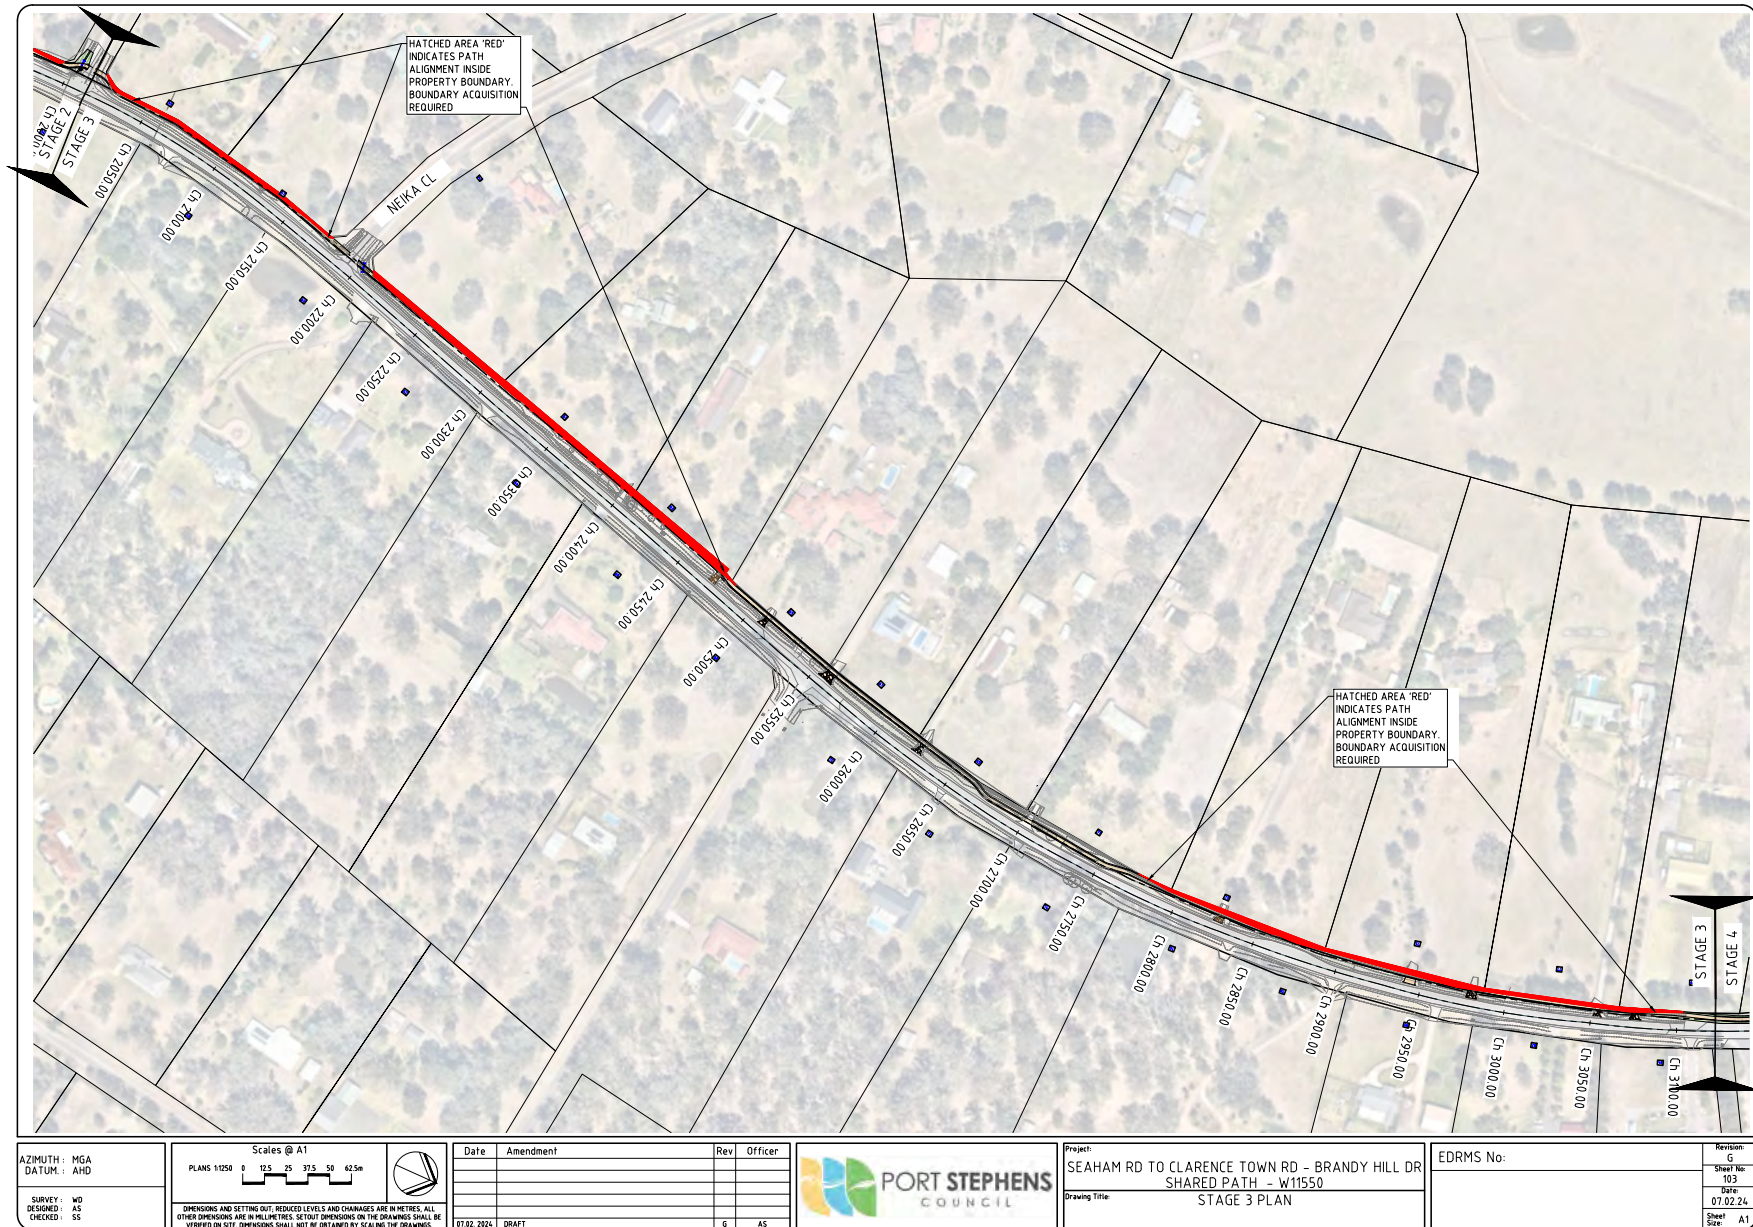 HATCHED AREA 'RED'
INDICATES PATH
ALIGNMENT INSIDE
PROPERTY BOUNDARY.
BOUNDARY ACQUISITION
REQUIRED
STAGE 2
STAGE 3
NEIKA CL
Ch 2050.00
Ch 2100.00
Ch 2150.00
Ch 2200.00
Ch 2250.00
Ch 2300.00
Ch 2350.00
Ch 2400.00
Ch 2450.00
Ch 2500.00
Ch 2550.00
Ch 2600.00
Ch 2650.00
Ch 2700.00
Ch 2750.00
Ch 2800.00
Ch 2850.00
Ch 2900.00
Ch 2950.00
Ch 3000.00
Ch 3050.00
Ch 3100.00
HATCHED AREA 'RED'
INDICATES PATH
ALIGNMENT INSIDE
PROPERTY BOUNDARY.
BOUNDARY ACQUISITION
REQUIRED
STAGE 3
STAGE 4
AZIMUTH : MGA
DATUM. : AHD
SURVEY : WD
DESIGNED : AS
CHECKED : SS
Scales @ A1
PLANS 1:1250 0 12.5 25 37.5 50 62.5m
DIMENSIONS AND SETTING OUT; REDUCED LEVELS AND CHAINAGES ARE IN METRES, ALL
OTHER DIMENSIONS ARE IN MILLIMETRES. SETOUT DIMENSIONS ON THE DRAWINGS SHALL BE
VERIFIED ON SITE. DIMENSIONS SHALL NOT BE OBTAINED BY SCALING THE DRAWINGS.
Date Amendment Rev Officer
07.02. 2024 DRAFT G AS
PORT STEPHENS
COUNCIL
Project:
SEAHAM RD TO CLARENCE TOWN RD - BRANDY HILL DR
SHARED PATH - W11550
Drawing Title:
STAGE 3 PLAN
EDRMS No:
Revision:
G
Sheet No:
103
Date:
07.02.24
Sheet
Size: A1